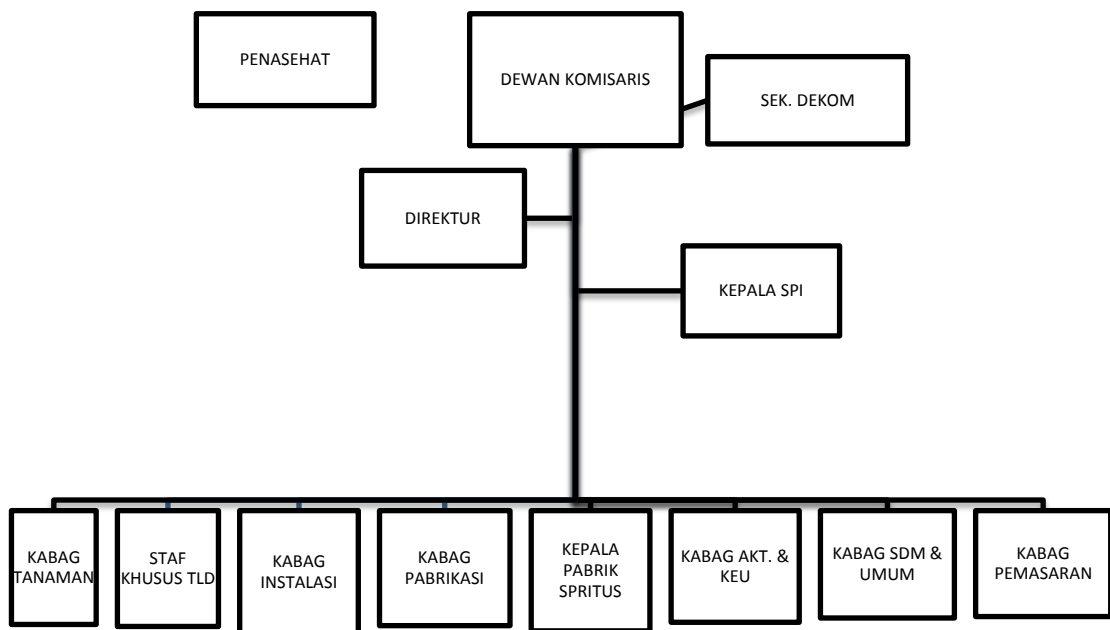 PENASEHAT
DEWAN KOMISARIS
SEK. DEKOM
DIREKTUR
KEPALA SPI
KABAG
TANAMAN
STAF
KHUSUS TLD
KABAG
INSTALASI
KABAG
PABRIKASI
KEPALA
PABRIK
SPRITUS
KABAG AKT. &
KEU
KABAG SDM &
UMUM
KABAG
PEMASARAN